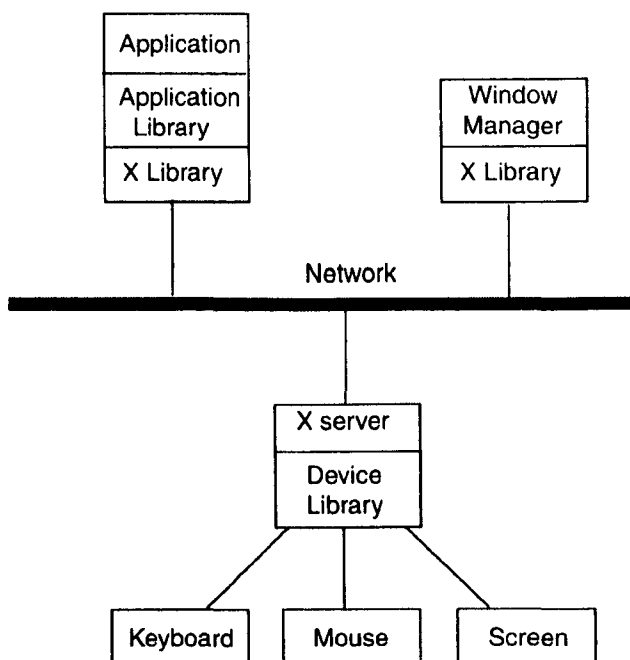 Application
Application
Library
X Library
Window
Manager
X Library
Network
X server
Device
Library
Keyboard
Mouse
Screen